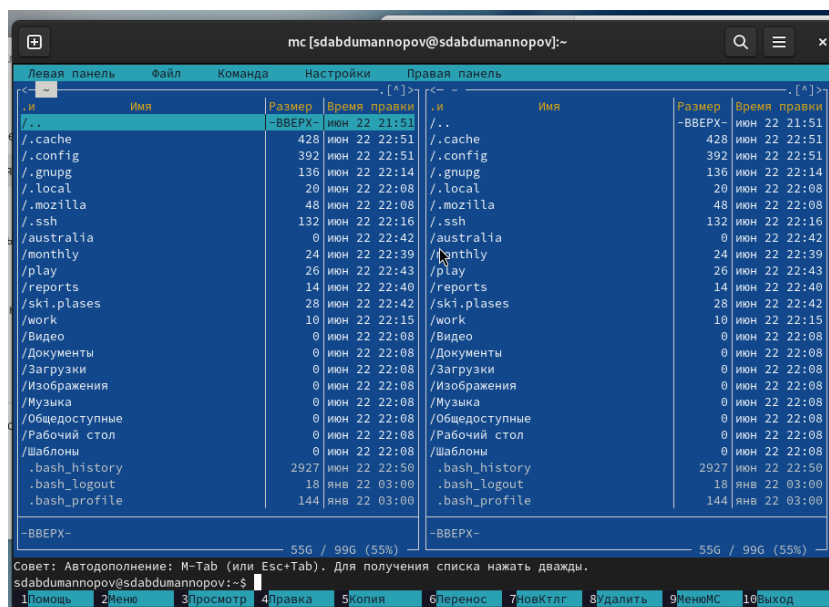 mc [sdabdumannopov@sdabdumannopov]:~
Левая панель Файл Команда Настройки Правая панель
<- ~ .[^]> <- ~ .[^]>
.и Имя Размер Время правки .и Имя Размер Время правки
/.. -ВВЕРХ- июн 22 21:51 /.. -ВВЕРХ- июн 22 21:51
/.cache 428 июн 22 22:51 /.cache 428 июн 22 22:51
/.config 392 июн 22 22:51 /.config 392 июн 22 22:51
/.gnupg 136 июн 22 22:14 /.gnupg 136 июн 22 22:14
/.local 20 июн 22 22:08 /.local 20 июн 22 22:08
/.mozilla 48 июн 22 22:08 /.mozilla 48 июн 22 22:08
/.ssh 132 июн 22 22:16 /.ssh 132 июн 22 22:16
/australia 0 июн 22 22:42 /australia 0 июн 22 22:42
/monthly 24 июн 22 22:39 /monthly 24 июн 22 22:39
/play 26 июн 22 22:43 /play 26 июн 22 22:43
/reports 14 июн 22 22:40 /reports 14 июн 22 22:40
/ski.plases 28 июн 22 22:42 /ski.plases 28 июн 22 22:42
/work 10 июн 22 22:15 /work 10 июн 22 22:15
/Видео 0 июн 22 22:08 /Видео 0 июн 22 22:08
/Документы 0 июн 22 22:08 /Документы 0 июн 22 22:08
/Загрузки 0 июн 22 22:08 /Загрузки 0 июн 22 22:08
/Изображения 0 июн 22 22:08 /Изображения 0 июн 22 22:08
/Музыка 0 июн 22 22:08 /Музыка 0 июн 22 22:08
/Общедоступные 0 июн 22 22:08 /Общедоступные 0 июн 22 22:08
/Рабочий стол 0 июн 22 22:08 /Рабочий стол 0 июн 22 22:08
/Шаблоны 0 июн 22 22:08 /Шаблоны 0 июн 22 22:08
.bash_history 2927 июн 22 22:50 .bash_history 2927 июн 22 22:50
.bash_logout 18 янв 22 03:00 .bash_logout 18 янв 22 03:00
.bash_profile 144 янв 22 03:00 .bash_profile 144 янв 22 03:00
-ВВЕРХ- -ВВЕРХ-
55G / 99G (55%) 55G / 99G (55%)
Совет: Автодополнение: M-Tab (или Esc+Tab). Для получения списка нажать дважды.
sdabdumannopov@sdabdumannopov:~$
1Помощь 2Меню 3Просмотр 4Правка 5Копия 6Перенос 7НовКтлг 8Удалить 9МенюMC 10Выход